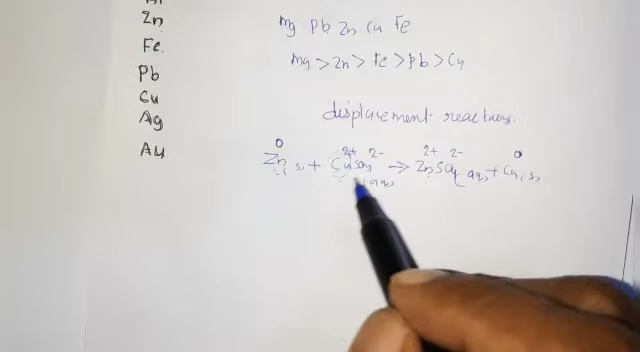 Zn
Fe
Pb
Cu
Ag
Au
Mg Pb Zn Cu Fe
Mg > Zn > Fe > Pb > Cu
displacement reactions.
0 2+ 2- 2+ 2- 0
Zn(s) + CuSO4(aq) → ZnSO4(aq) + Cu(s)